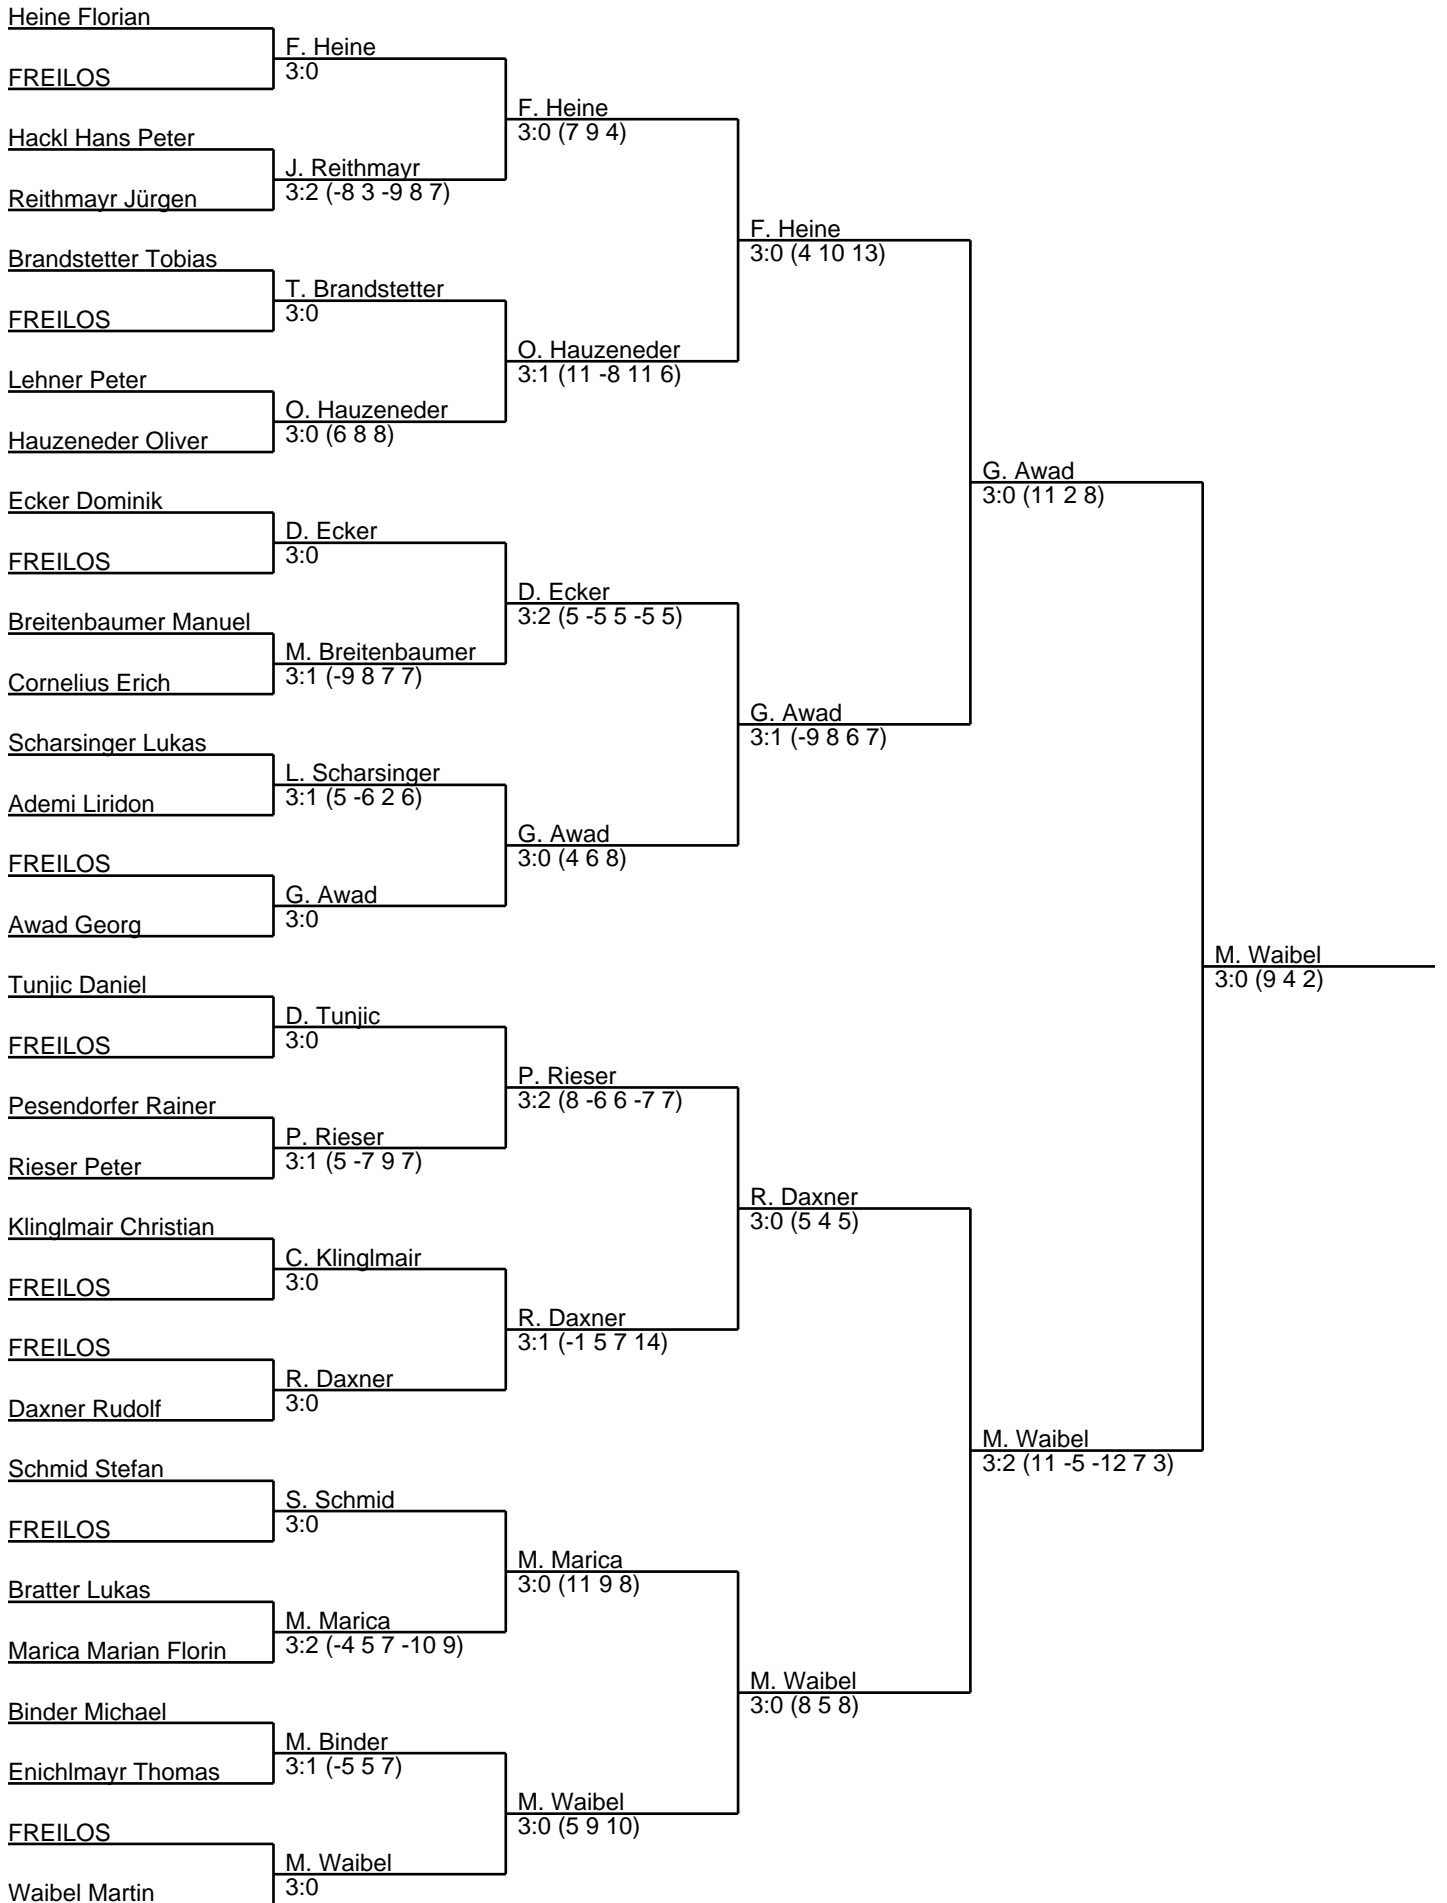 Heine Florian
F. Heine
3:0
FREILOS
F. Heine
3:0 (7 9 4)
Hackl Hans Peter
J. Reithmayr
3:2 (-8 3 -9 8 7)
Reithmayr Jürgen
F. Heine
3:0 (4 10 13)
Brandstetter Tobias
T. Brandstetter
3:0
FREILOS
O. Hauzeneder
3:1 (11 -8 11 6)
Lehner Peter
O. Hauzeneder
3:0 (6 8 8)
Hauzeneder Oliver
G. Awad
3:0 (11 2 8)
Ecker Dominik
D. Ecker
3:0
FREILOS
D. Ecker
3:2 (5 -5 5 -5 5)
Breitenbaumer Manuel
M. Breitenbaumer
3:1 (-9 8 7 7)
Cornelius Erich
G. Awad
3:1 (-9 8 6 7)
Scharsinger Lukas
L. Scharsinger
3:1 (5 -6 2 6)
Ademi Liridon
G. Awad
3:0 (4 6 8)
FREILOS
G. Awad
3:0
Awad Georg
M. Waibel
3:0 (9 4 2)
Tunjic Daniel
D. Tunjic
3:0
FREILOS
P. Rieser
3:2 (8 -6 6 -7 7)
Pesendorfer Rainer
P. Rieser
3:1 (5 -7 9 7)
Rieser Peter
R. Daxner
3:0 (5 4 5)
Klinglmair Christian
C. Klinglmair
3:0
FREILOS
R. Daxner
3:1 (-1 5 7 14)
FREILOS
R. Daxner
3:0
Daxner Rudolf
M. Waibel
3:2 (11 -5 -12 7 3)
Schmid Stefan
S. Schmid
3:0
FREILOS
M. Marica
3:0 (11 9 8)
Bratter Lukas
M. Marica
3:2 (-4 5 7 -10 9)
Marica Marian Florin
M. Waibel
3:0 (8 5 8)
Binder Michael
M. Binder
3:1 (-5 5 7)
Enichlmayr Thomas
M. Waibel
3:0 (5 9 10)
FREILOS
M. Waibel
3:0
Waibel Martin